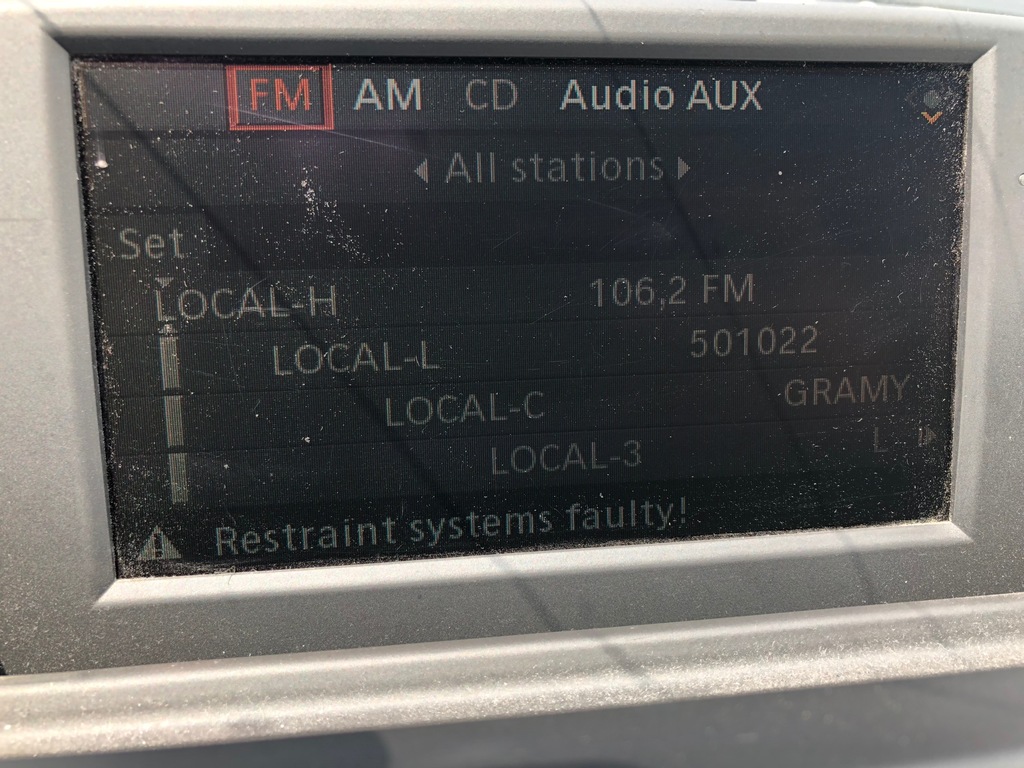 FM AM CD Audio AUX
All stations
Set
LOCAL-H 106,2 FM
LOCAL-L 501022
LOCAL-C GRAMY
LOCAL-3
Restraint systems faulty!